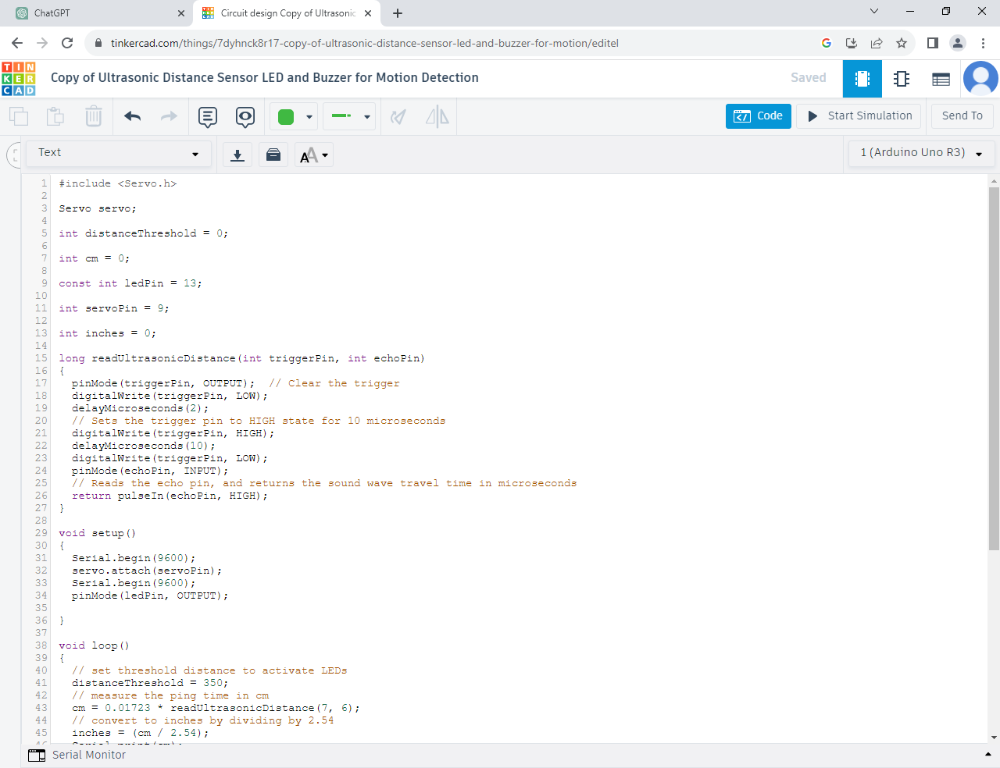 ChatGPT
Circuit design Copy of Ultrasonic
tinkercad.com/things/7dyhnck8r17-copy-of-ultrasonic-distance-sensor-led-and-buzzer-for-motion/editel
TIN
KER
CAD
Copy of Ultrasonic Distance Sensor LED and Buzzer for Motion Detection
Saved
Code
Start Simulation
Send To
Text
1 (Arduino Uno R3)
1 #include <Servo.h>
2
3 Servo servo;
4
5 int distanceThreshold = 0;
6
7 int cm = 0;
8
9 const int ledPin = 13;
10
11 int servoPin = 9;
12
13 int inches = 0;
14
15 long readUltrasonicDistance(int triggerPin, int echoPin)
16 {
17   pinMode(triggerPin, OUTPUT);  // Clear the trigger
18   digitalWrite(triggerPin, LOW);
19   delayMicroseconds(2);
20   // Sets the trigger pin to HIGH state for 10 microseconds
21   digitalWrite(triggerPin, HIGH);
22   delayMicroseconds(10);
23   digitalWrite(triggerPin, LOW);
24   pinMode(echoPin, INPUT);
25   // Reads the echo pin, and returns the sound wave travel time in microseconds
26   return pulseIn(echoPin, HIGH);
27 }
28
29 void setup()
30 {
31   Serial.begin(9600);
32   servo.attach(servoPin);
33   Serial.begin(9600);
34   pinMode(ledPin, OUTPUT);
35
36 }
37
38 void loop()
39 {
40   // set threshold distance to activate LEDs
41   distanceThreshold = 350;
42   // measure the ping time in cm
43   cm = 0.01723 * readUltrasonicDistance(7, 6);
44   // convert to inches by dividing by 2.54
45   inches = (cm / 2.54);
46   Serial.print(cm);
Serial Monitor